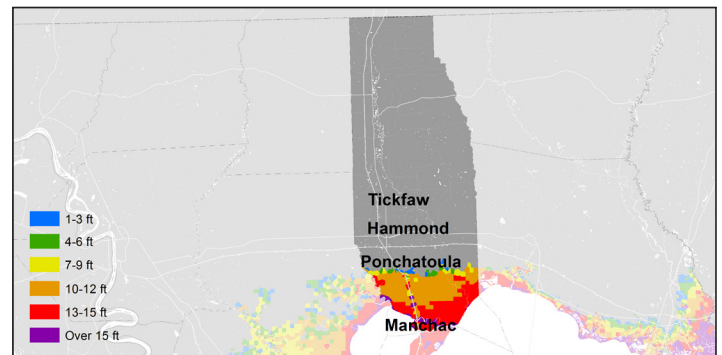 Tickfaw
Hammond
Ponchatoula
Manchac
1-3 ft
4-6 ft
7-9 ft
10-12 ft
13-15 ft
Over 15 ft